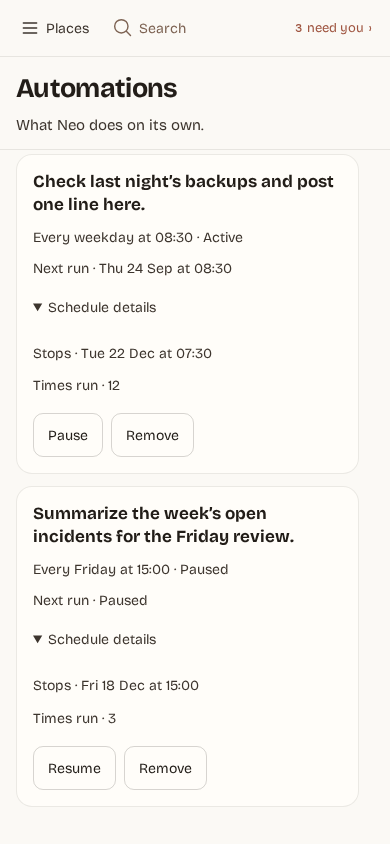 Places
Search
3 need you ›
Automations
What Neo does on its own.
Check last night's backups and post
one line here.
Every weekday at 08:30 · Active
Next run · Thu 24 Sep at 08:30
▼ Schedule details
Stops · Tue 22 Dec at 07:30
Times run · 12
Pause
Remove
Summarize the week's open
incidents for the Friday review.
Every Friday at 15:00 · Paused
Next run · Paused
▼ Schedule details
Stops · Fri 18 Dec at 15:00
Times run · 3
Resume
Remove